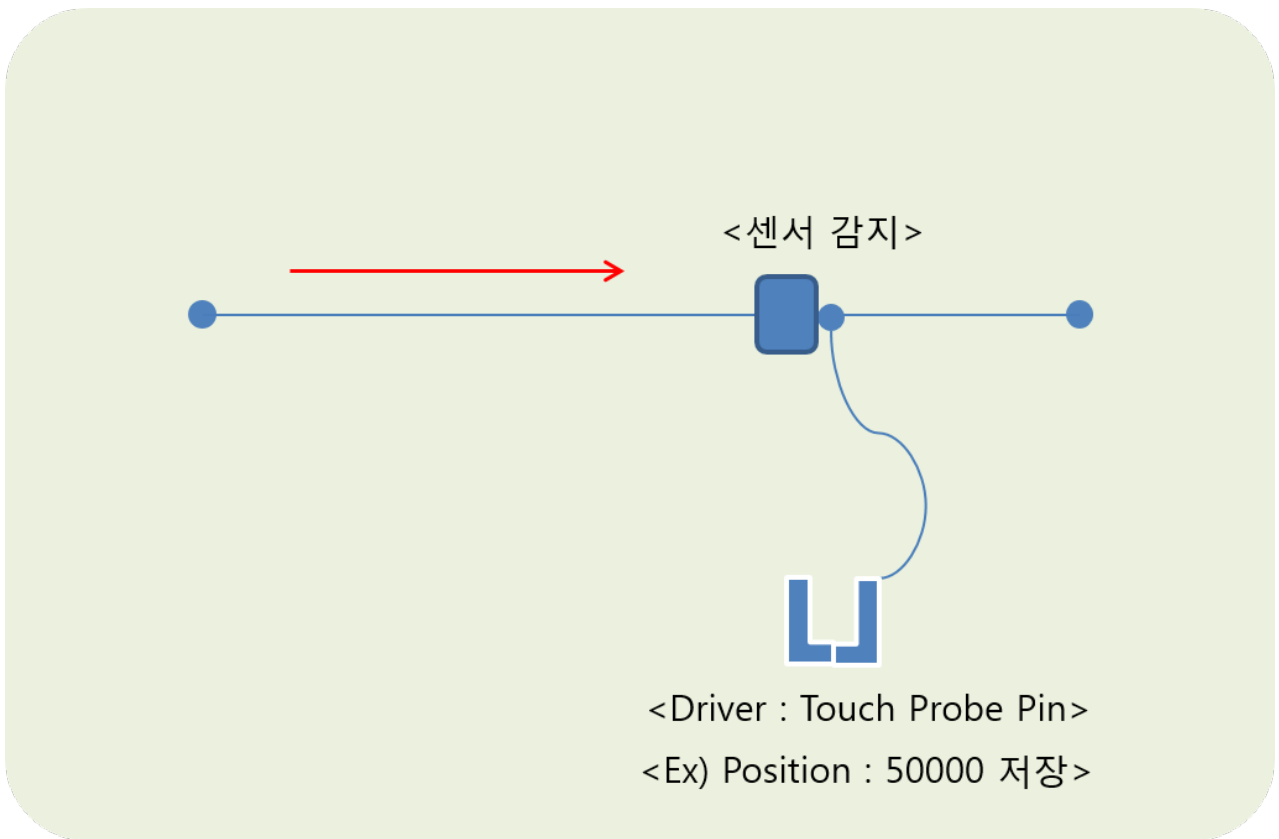 <센서 감지>
<Driver : Touch Probe Pin>
<Ex) Position : 50000 저장>